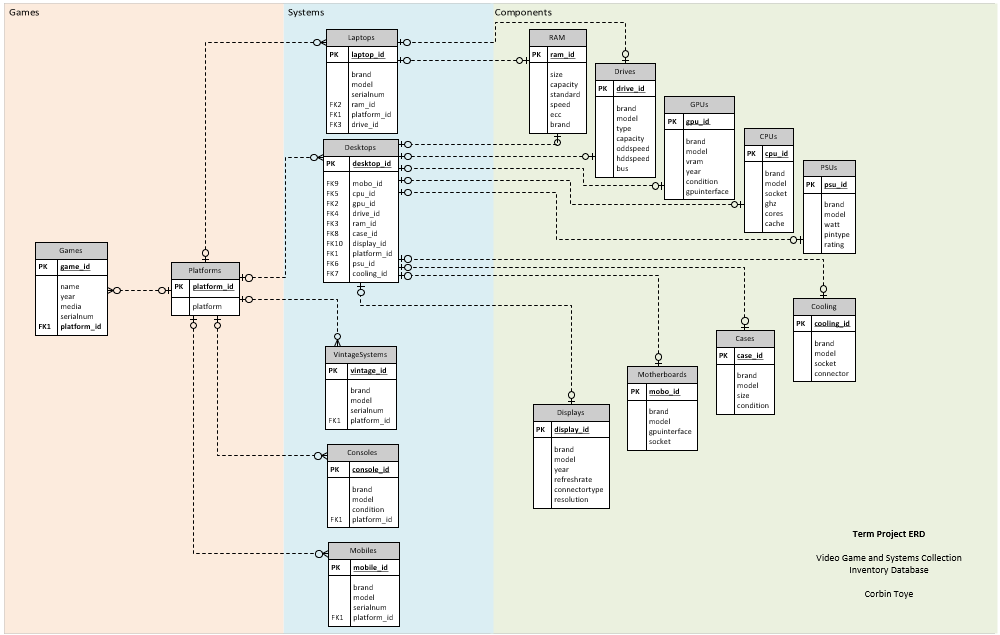 Games
Systems
Components
Laptops
PK laptop_id
brand
model
serialnum
FK2 ram_id
FK1 platform_id
FK3 drive_id
RAM
PK ram_id
size
capacity
standard
speed
ecc
brand
Drives
PK drive_id
brand
model
type
capacity
oddspeed
hddspeed
bus
GPUs
PK gpu_id
brand
model
vram
year
condition
gpuinterface
CPUs
PK cpu_id
brand
model
socket
ghz
cores
cache
PSUs
PK psu_id
brand
model
watt
pintype
rating
Desktops
PK desktop_id
FK9 mobo_id
FK5 cpu_id
FK2 gpu_id
FK4 drive_id
FK3 ram_id
FK8 case_id
FK10 display_id
FK1 platform_id
FK6 psu_id
FK7 cooling_id
Games
PK game_id
name
year
media
serialnum
FK1 platform_id
Platforms
PK platform_id
platform
VintageSystems
PK vintage_id
brand
model
serialnum
FK1 platform_id
Consoles
PK console_id
brand
model
condition
FK1 platform_id
Mobiles
PK mobile_id
brand
model
serialnum
FK1 platform_id
Displays
PK display_id
brand
model
year
refreshrate
connectortype
resolution
Motherboards
PK mobo_id
brand
model
gpuinterface
socket
Cases
PK case_id
brand
model
size
condition
Cooling
PK cooling_id
brand
model
socket
connector
Term Project ERD
Video Game and Systems Collection
Inventory Database
Corbin Toye